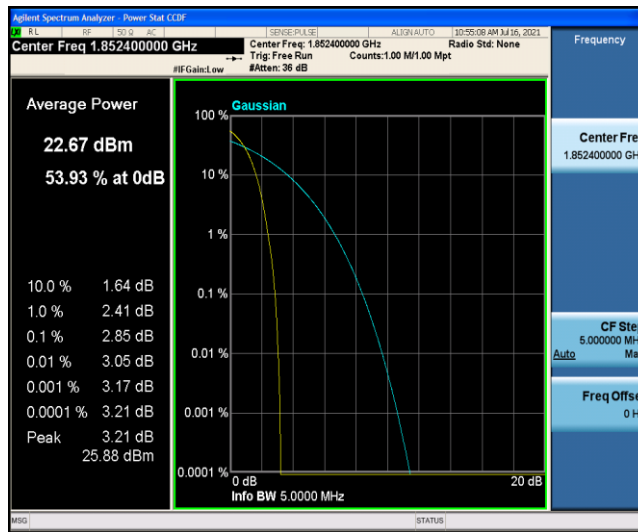 Agilent Spectrum Analyzer - Power Stat CCDF
RL RF 50 Ω AC SENSE:PULSE ALIGN AUTO 10:55:08 AM Jul 16, 2021
Center Freq 1.852400000 GHz
Center Freq: 1.852400000 GHz Radio Std: None
Trig: Free Run Counts:1.00 M/1.00 Mpt
#IFGain:Low #Atten: 36 dB
Frequency
Average Power
22.67 dBm
53.93 % at 0dB
10.0 % 1.64 dB
1.0 % 2.41 dB
0.1 % 2.85 dB
0.01 % 3.05 dB
0.001 % 3.17 dB
0.0001 % 3.21 dB
Peak 3.21 dB
25.88 dBm
Gaussian
100 %
10 %
1 %
0.1 %
0.01 %
0.001 %
0.0001 %
0 dB 20 dB
Info BW 5.0000 MHz
Center Fre
1.852400000 GH
CF Ste
5.000000 MH
Auto Ma
Freq Offse
0 H
MSG STATUS